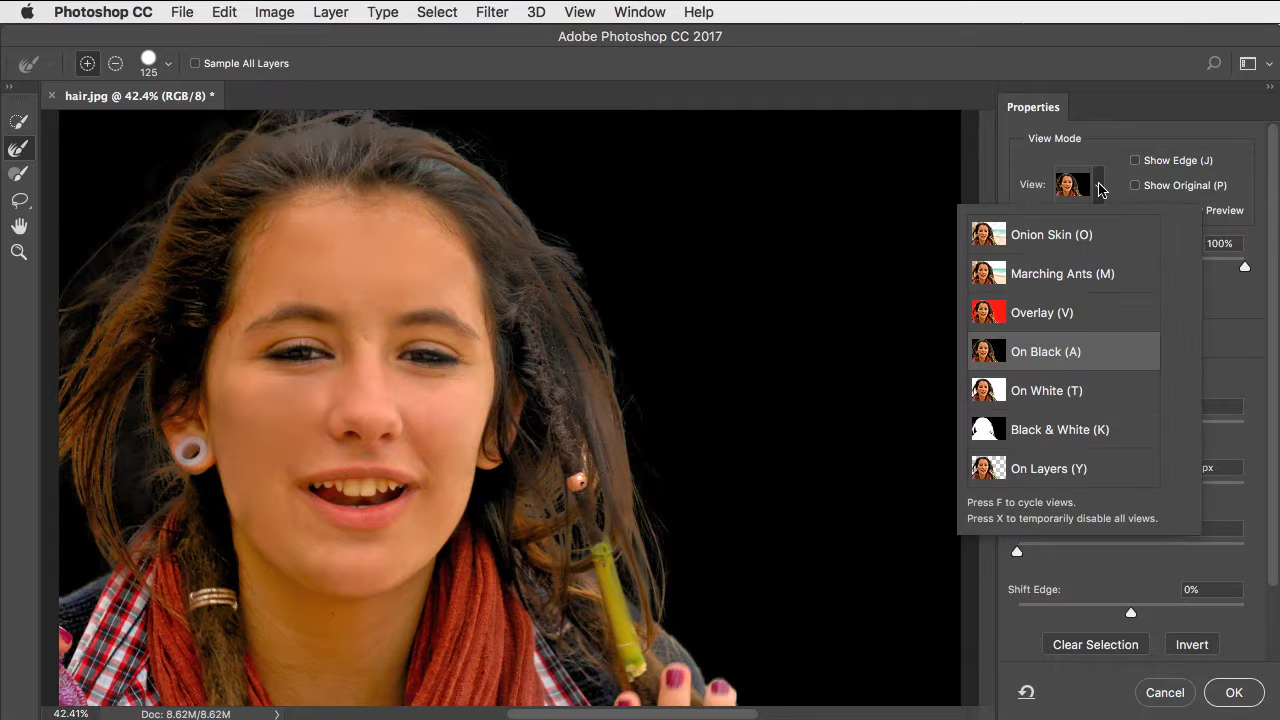 Photoshop CC File Edit Image Layer Type Select Filter 3D View Window Help
Adobe Photoshop CC 2017
125
Sample All Layers
hair.jpg @ 42.4% (RGB/8) *
Properties
View Mode
Show Edge (J)
View:
Show Original (P)
Preview
Onion Skin (O)
100%
Marching Ants (M)
Overlay (V)
On Black (A)
On White (T)
Black & White (K)
On Layers (Y)
px
Press F to cycle views.
Press X to temporarily disable all views.
Shift Edge: 0%
Clear Selection Invert
Cancel OK
42.41% Doc: 8.62M/8.62M